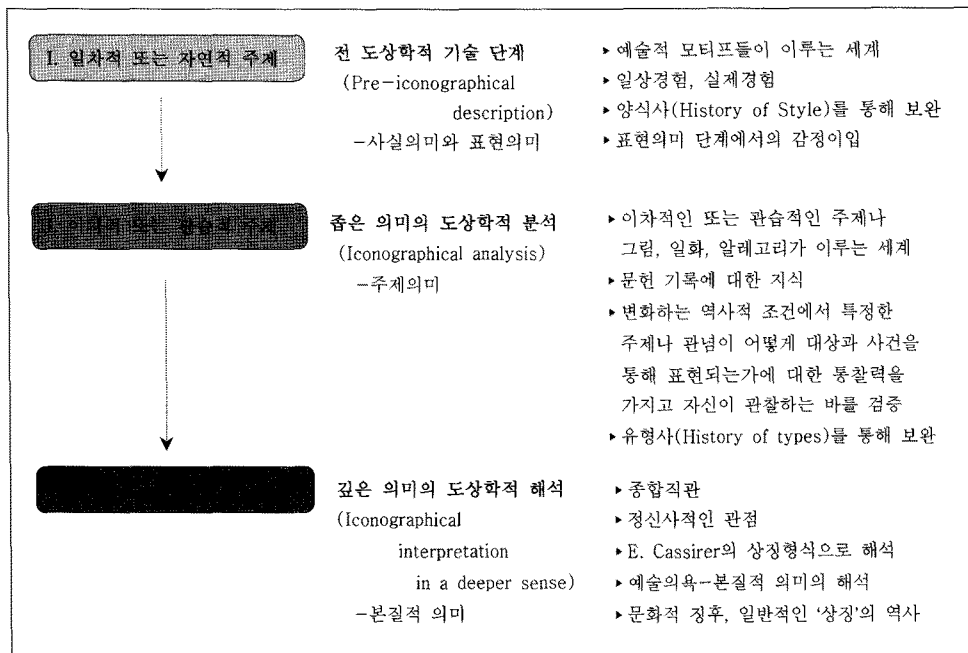 I. 일차적 또는 자연적 주제
전 도상학적 기술 단계
(Pre-iconographical
description)
-사실의미와 표현의미
▸예술적 모티프들이 이루는 세계
▸일상경험, 실제경험
▸양식사(History of Style)를 통해 보완
▸표현의미 단계에서의 감정이입
또는 관습적 주제
좁은 의미의 도상학적 분석
(Iconographical analysis)
-주제의미
▸이차적인 또는 관습적인 주제나
그림, 일화, 알레고리가 이루는 세계
▸문헌 기록에 대한 지식
▸변화하는 역사적 조건에서 특정한
주제나 관념이 어떻게 대상과 사건을
통해 표현되는가에 대한 통찰력을
가지고 자신이 관찰하는 바를 검증
▸유형사(History of types)를 통해 보완
깊은 의미의 도상학적 해석
(Iconographical
interpretation
in a deeper sense)
-본질적 의미
▸종합직관
▸정신사적인 관점
▸E. Cassirer의 상징형식으로 해석
▸예술의욕-본질적 의미의 해석
▸문화적 징후, 일반적인 '상징'의 역사